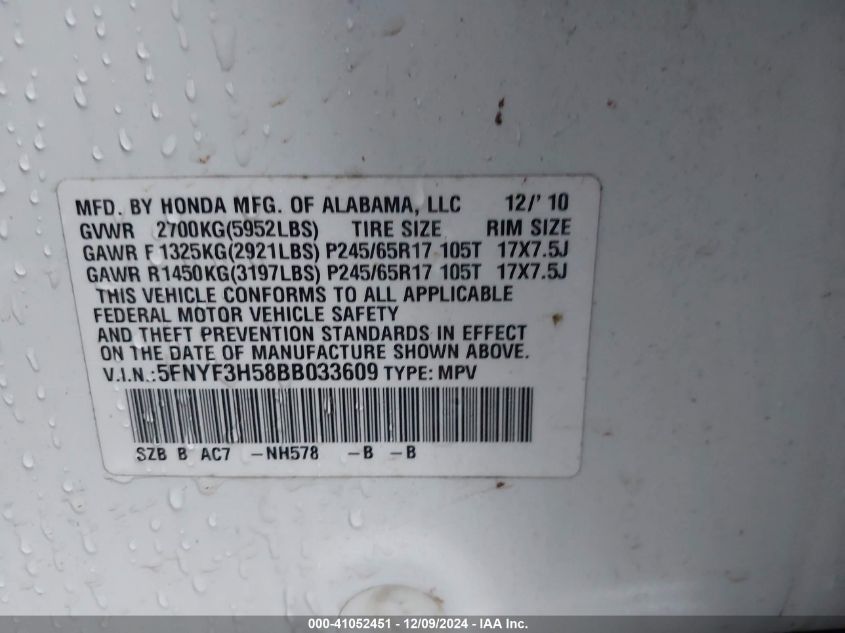 MFD. BY HONDA MFG. OF ALABAMA, LLC 12/' 10
GVWR 2700KG(5952LBS) TIRE SIZE RIM SIZE
GAWR F 1325KG(2921LBS) P245/65R17 105T 17X7.5J
GAWR R1450KG(3197LBS) P245/65R17 105T 17X7.5J
THIS VEHICLE CONFORMS TO ALL APPLICABLE
FEDERAL MOTOR VEHICLE SAFETY
AND THEFT PREVENTION STANDARDS IN EFFECT
ON THE DATE OF MANUFACTURE SHOWN ABOVE.
V.I.N.:5FNYF3H58BB033609 TYPE: MPV
SZB B AC7 -NH578 -B -B
000-41052451 - 12/09/2024 - IAA Inc.